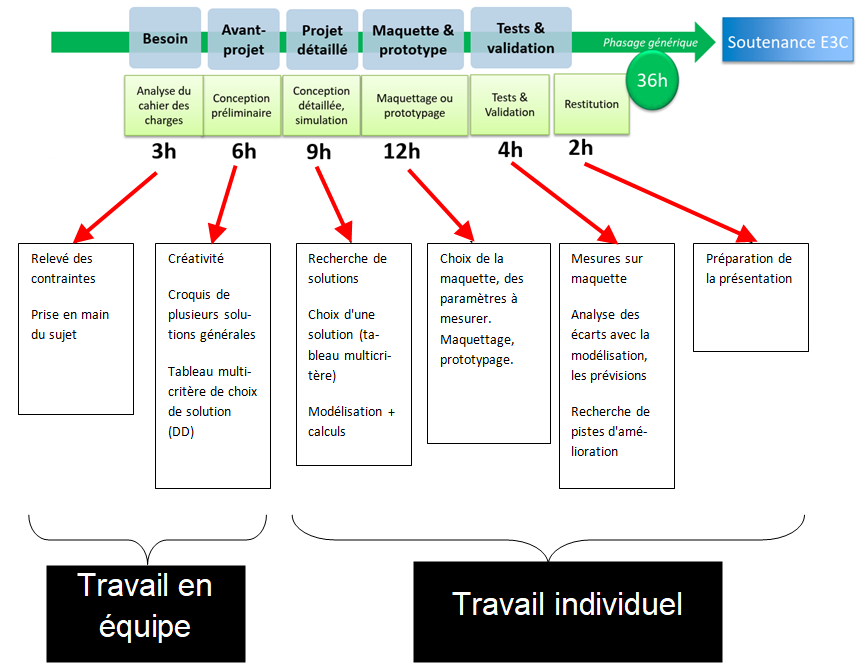 Besoin
Avant-
projet
Projet
détaillé
Maquette &
prototype
Tests &
validation
Phasage générique
Soutenance E3C
36h
Analyse du
cahier des
charges
Conception
préliminaire
Conception
détaillée,
simulation
Maquettage ou
prototypage
Tests &
Validation
Restitution
3h
6h
9h
12h
4h
2h
Relevé des
contraintes
Prise en main
du sujet
Créativité
Croquis de
plusieurs solu-
tions générales
Tableau multi-
critère de choix
de solution
(DD)
Recherche de
solutions
Choix d'une
solution (ta-
bleau multicri-
tère)
Modélisation +
calculs
Choix de la
maquette, des
paramètres à
mesurer.
Maquettage,
prototypage.
Mesures sur
maquette
Analyse des
écarts avec la
modélisation,
les prévisions
Recherche de
pistes d'amé-
lioration
Préparation de
la présentation
Travail en
équipe
Travail individuel